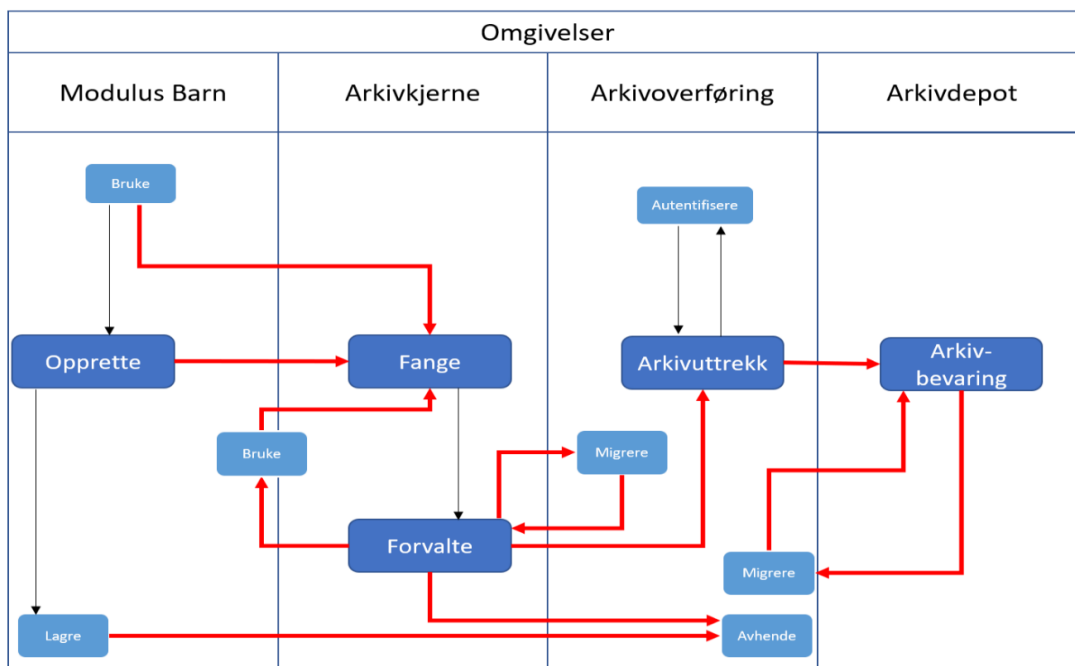 Omgivelser
Modulus Barn
Arkivkjerne
Arkivoverføring
Arkivdepot
Bruke
Autentifisere
Opprette
Fange
Arkivuttrekk
Arkiv-
bevaring
Bruke
Migrere
Forvalte
Migrere
Lagre
Avhende